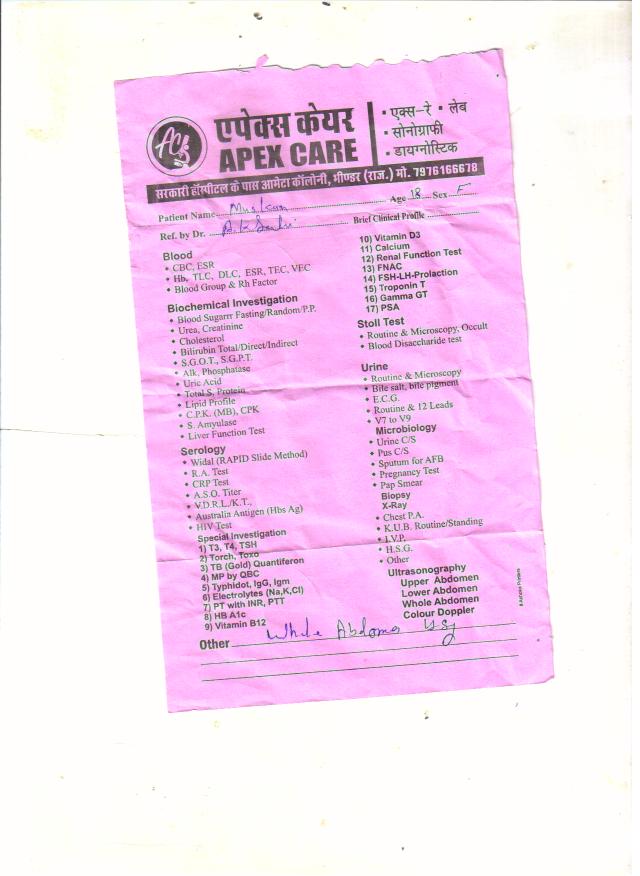 ACS
एपेक्स केयर
APEX CARE
• एक्स-रे • लेब
• सोनोग्राफी
• डायग्नोस्टिक
सरकारी हॉस्पीटल के पास आमेटा कॉलोनी, भीण्डर (राज.) मो. 7976166678
Patient Name Muskan Age 18 Sex F
Ref. by Dr. A.K Brief Clinical Profile
Blood
• CBC, ESR
• Hb, TLC, DLC, ESR, TEC, VEC
• Blood Group & Rh Factor
Biochemical Investigation
• Blood Sugarrr Fasting/Random/P.P.
• Urea, Creatinine
• Cholesterol
• Bilirubin Total/Direct/Indirect
• S.G.O.T., S.G.P.T.
• Alk, Phosphatase
• Uric Acid
• Total S, Protein
• Lipid Profile
• C.P.K. (MB), CPK
• S. Amyulase
• Liver Function Test
Serology
• Widal (RAPID Slide Method)
• R.A. Test
• CRP Test
• A.S.O. Titer
• V.D.R.L./K.T.,
• Australia Antigen (Hbs Ag)
• HIV Test
Special Investigation
1) T3, T4, TSH
2) Torch, Toxo
3) TB (Gold) Quantiferon
4) MP by QBC
5) Typhidot, IgG, Igm
6) Electrolytes (Na,K,Cl)
7) PT with INR, PTT
8) HB A1c
9) Vitamin B12
10) Vitamin D3
11) Calcium
12) Renal Function Test
13) FNAC
14) FSH-LH-Prolaction
15) Troponin T
16) Gamma GT
17) PSA
Stoll Test
• Routine & Microscopy, Occult
• Blood Disaccharide test
Urine
• Routine & Microscopy
• Bile salt, bile pigment
• E.C.G.
• Routine & 12 Leads
• V7 to V9
Microbiology
• Urine C/S
• Pus C/S
• Sputum for AFB
• Pregnancy Test
• Pap Smear
Biopsy
X-Ray
• Chest P.A.
• K.U.B. Routine/Standing
• I.V.P.
• H.S.G.
• Other
Ultrasonography
Upper Abdomen
Lower Abdomen
Whole Abdomen
Colour Doppler
Other Whole Abdomen USG